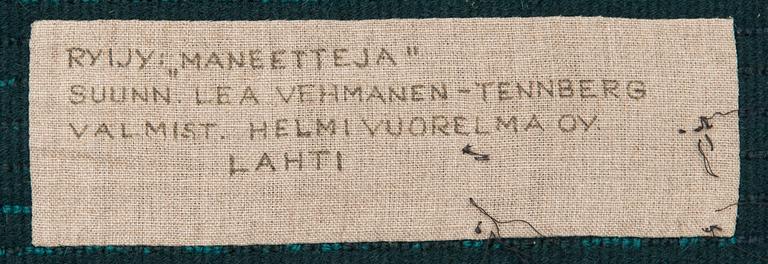 RYIJY: „MANEETTEJA"
SUUNN. LEA VEHMANEN-TENNBERG
VALMIST. HELMI VUORELMA OY.
LAHTI